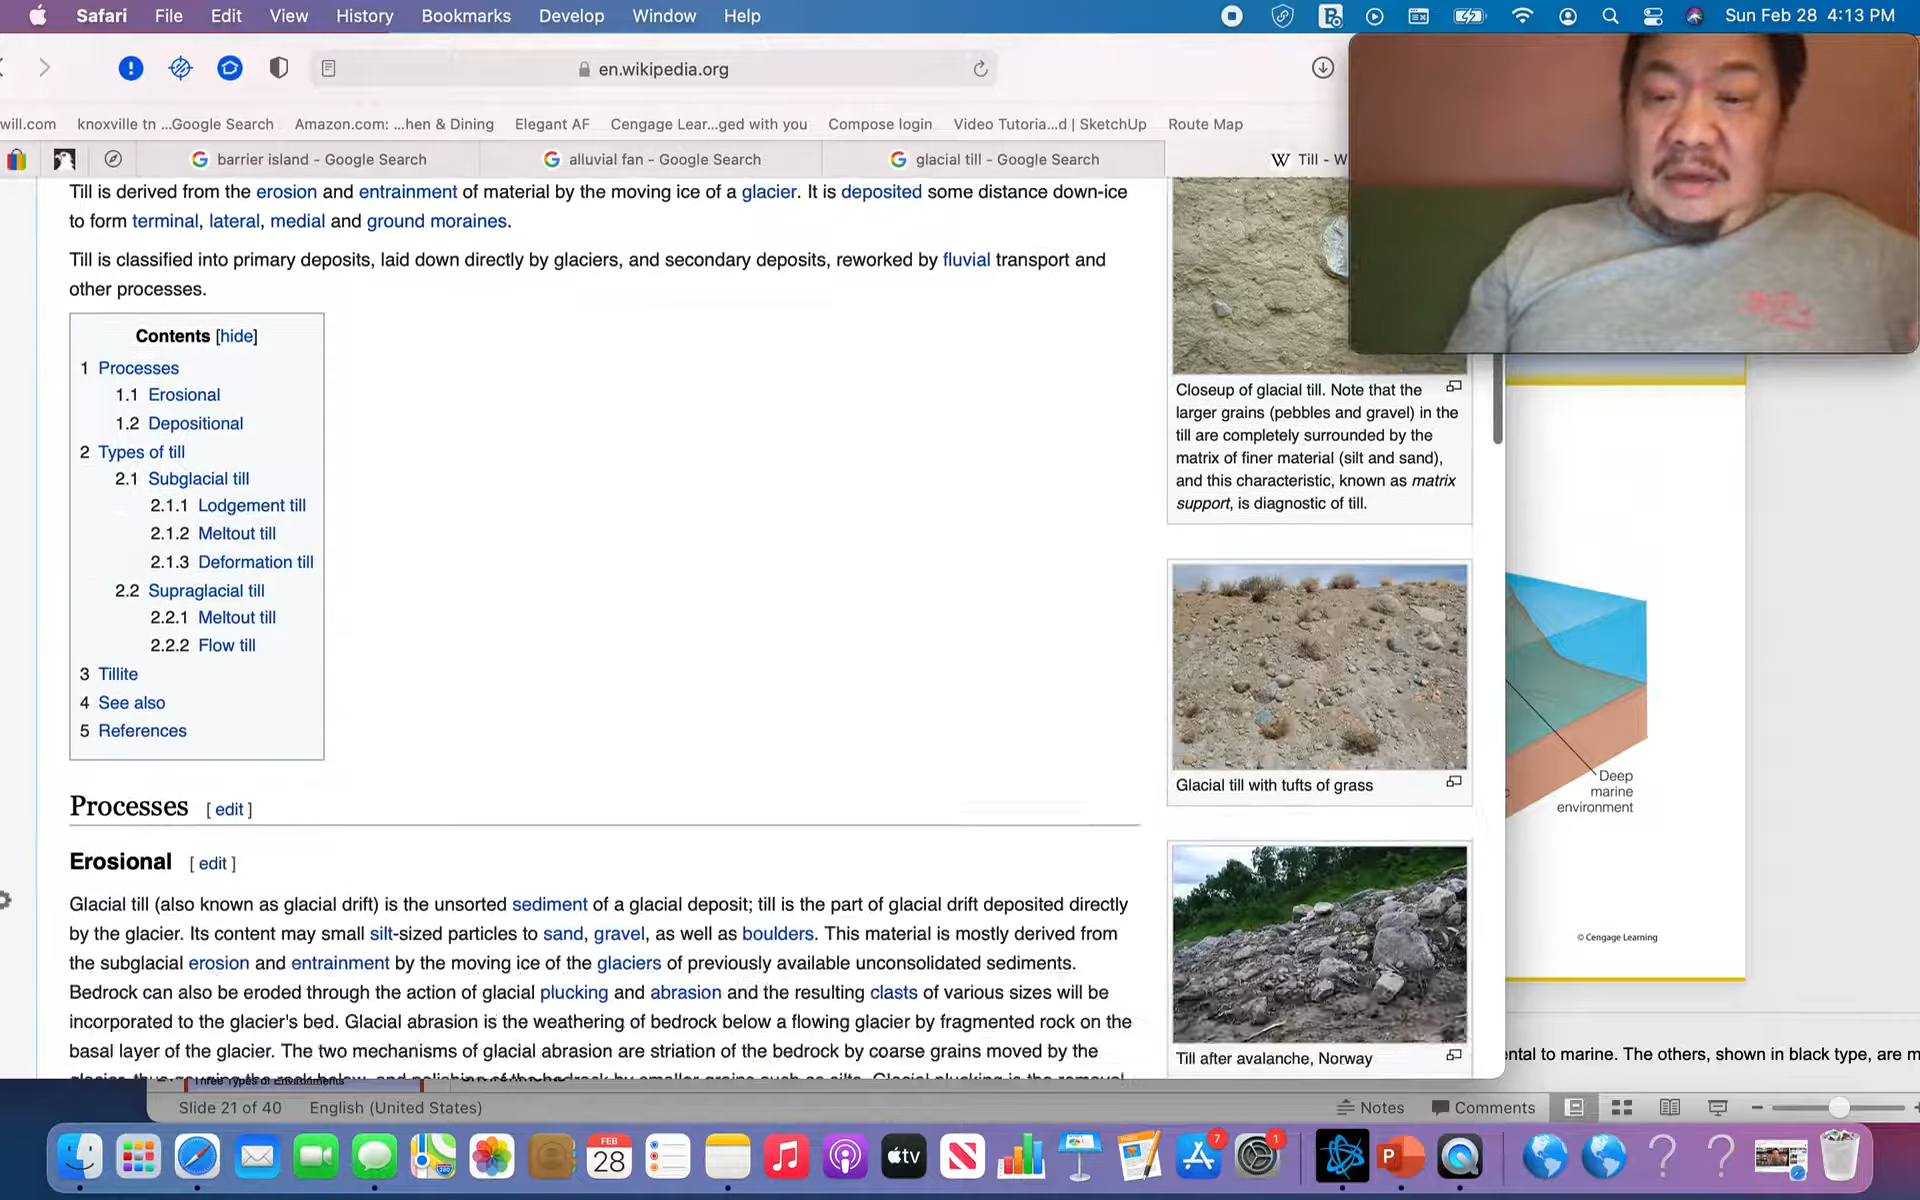 Safari File Edit View History Bookmarks Develop Window Help
Sun Feb 28 4:13 PM
en.wikipedia.org
will.com knoxville tn ...Google Search Amazon.com: ...hen & Dining Elegant AF Cengage Lear...ged with you Compose login Video Tutoria...d | SketchUp Route Map
barrier island - Google Search alluvial fan - Google Search glacial till - Google Search Till - W
Till is derived from the erosion and entrainment of material by the moving ice of a glacier. It is deposited some distance down-ice
to form terminal, lateral, medial and ground moraines.
Till is classified into primary deposits, laid down directly by glaciers, and secondary deposits, reworked by fluvial transport and
other processes.
Contents [hide]
1 Processes
1.1 Erosional
1.2 Depositional
2 Types of till
2.1 Subglacial till
2.1.1 Lodgement till
2.1.2 Meltout till
2.1.3 Deformation till
2.2 Supraglacial till
2.2.1 Meltout till
2.2.2 Flow till
3 Tillite
4 See also
5 References
Processes [ edit ]
Erosional [ edit ]
Glacial till (also known as glacial drift) is the unsorted sediment of a glacial deposit; till is the part of glacial drift deposited directly
by the glacier. Its content may small silt-sized particles to sand, gravel, as well as boulders. This material is mostly derived from
the subglacial erosion and entrainment by the moving ice of the glaciers of previously available unconsolidated sediments.
Bedrock can also be eroded through the action of glacial plucking and abrasion and the resulting clasts of various sizes will be
incorporated to the glacier's bed. Glacial abrasion is the weathering of bedrock below a flowing glacier by fragmented rock on the
basal layer of the glacier. The two mechanisms of glacial abrasion are striation of the bedrock by coarse grains moved by the
Closeup of glacial till. Note that the
larger grains (pebbles and gravel) in the
till are completely surrounded by the
matrix of finer material (silt and sand),
and this characteristic, known as matrix
support, is diagnostic of till.
Glacial till with tufts of grass
Till after avalanche, Norway
Deep
marine
environment
© Cengage Learning
ntal to marine. The others, shown in black type, are m
Three Types of Environments
Slide 21 of 40 English (United States)
Notes Comments
FEB
28
tv
7
1
P